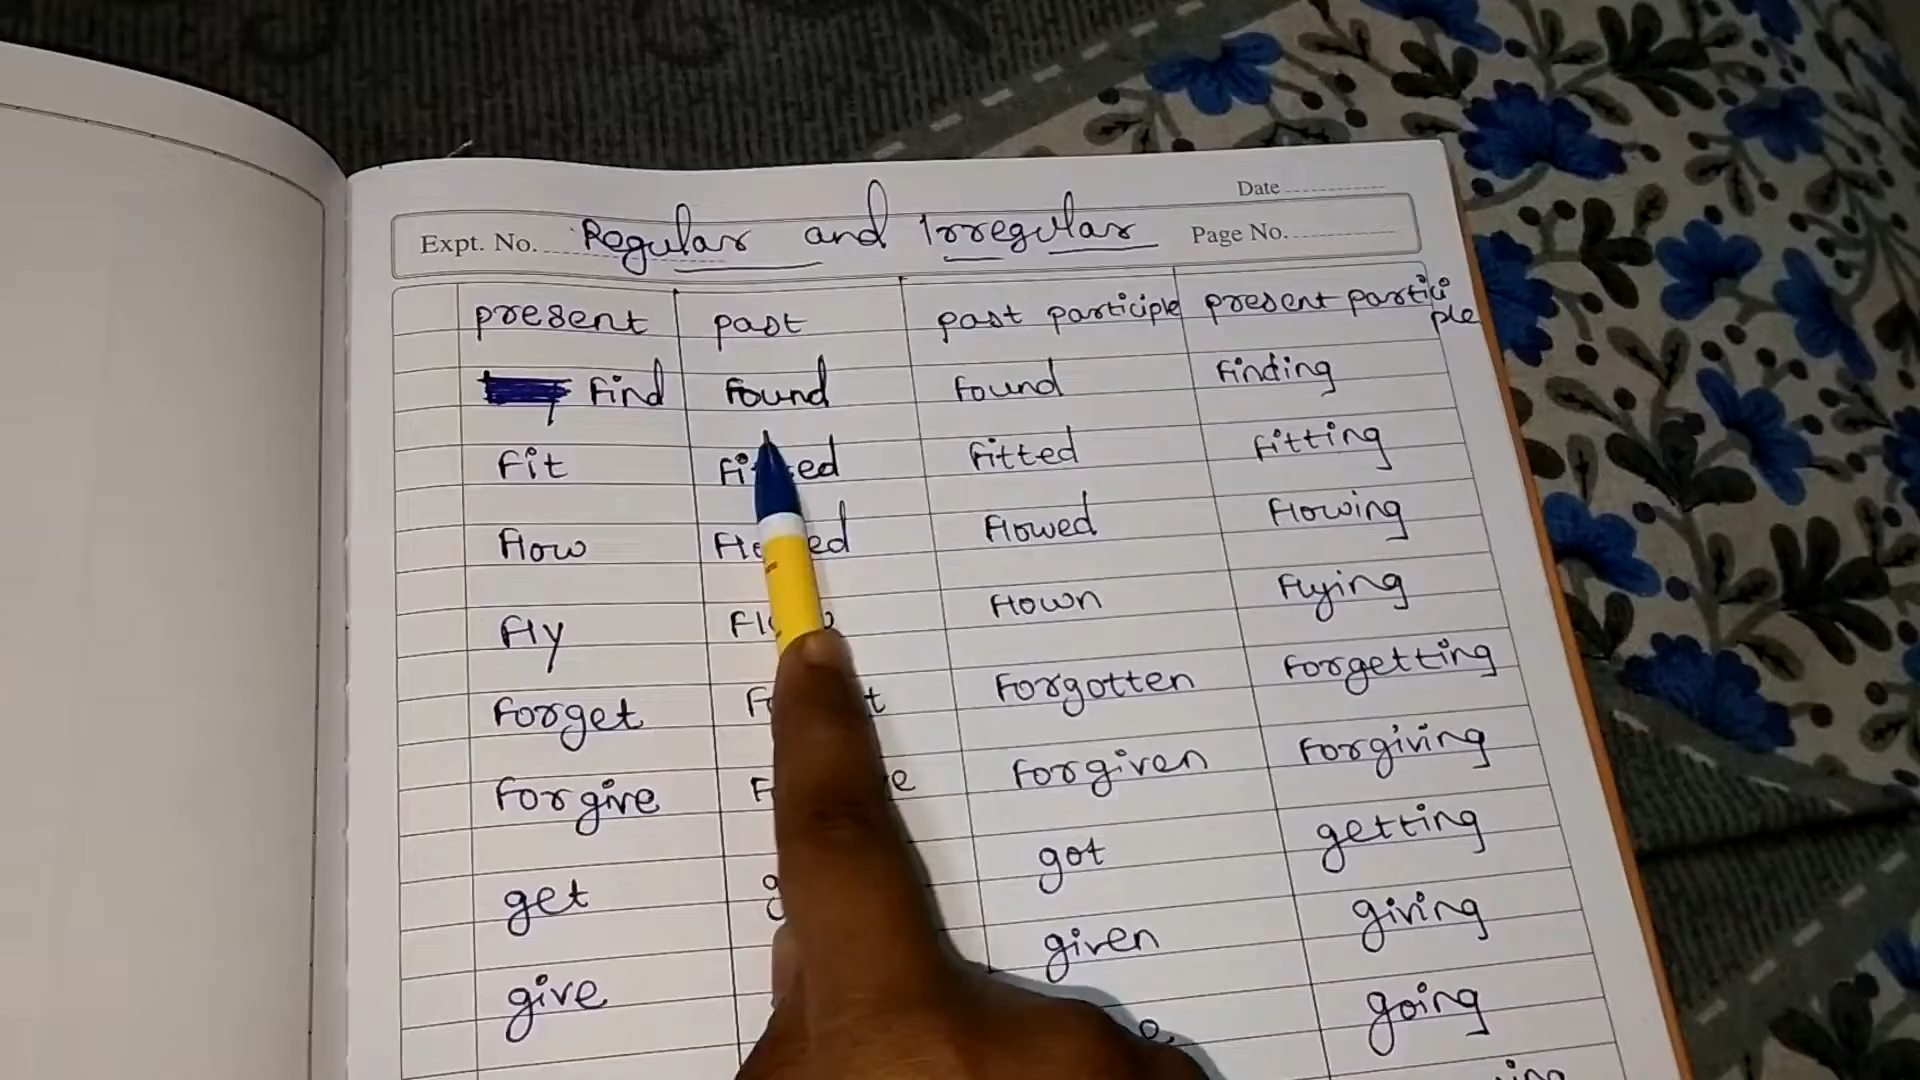 Date
Expt. No. Regular and Irregular Page No.
present past past participle present participle
Find Found Found Finding
Fit Fitted Fitting
Flow Flowed Flowing
Fly Flown Flying
Forget Forgotten Forgetting
Forgive Forgiven Forgiving
get got getting
give given giving
going